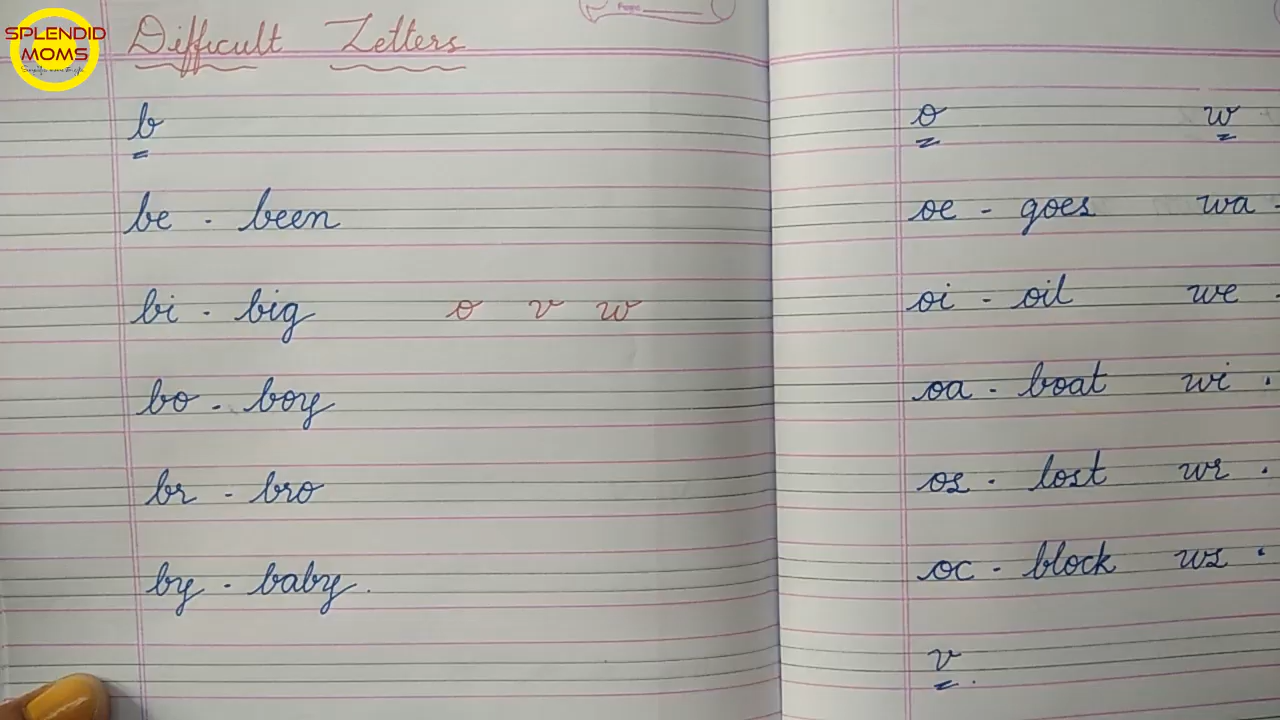 SPLENDID
MOMS
Difficult Letters
Page
b
be - been
bi - big
o v w
bo - boy
br - bro
by - baby.
o w
oe - goes wa -
oi - oil we -
oa - boat wi .
os - lost wr .
oc - block ws .
v